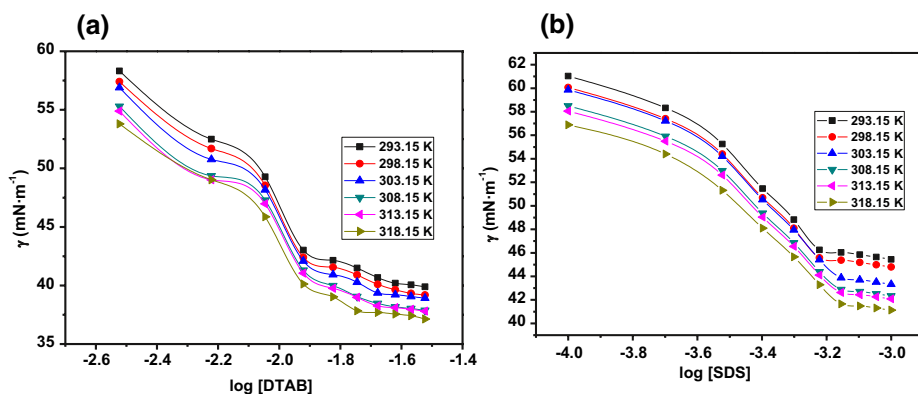 (a)
60
55
50
45
40
35
γ (mN·m⁻¹)
293.15 K
298.15 K
303.15 K
308.15 K
313.15 K
318.15 K
-2.6 -2.4 -2.2 -2.0 -1.8 -1.6 -1.4
log [DTAB]
(b)
62
60
58
56
54
52
50
48
46
44
42
40
γ (mN·m⁻¹)
293.15 K
298.15 K
303.15 K
308.15 K
313.15 K
318.15 K
-4.0 -3.8 -3.6 -3.4 -3.2 -3.0
log [SDS]